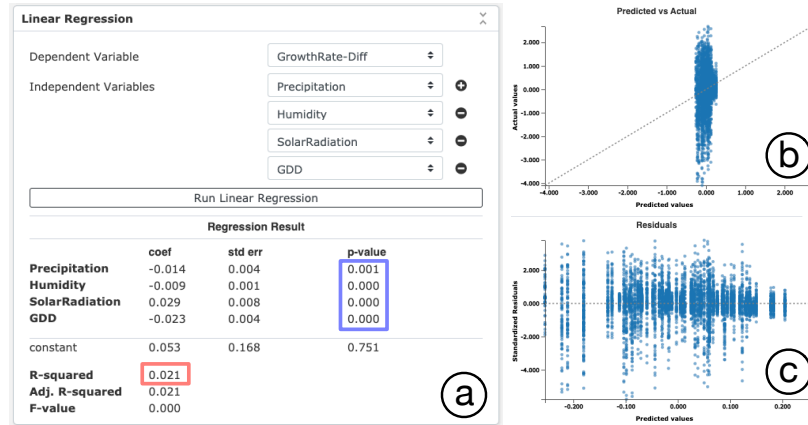 Linear Regression
Dependent Variable GrowthRate-Diff
Independent Variables Precipitation
Humidity
SolarRadiation
GDD
Run Linear Regression
Regression Result
coef std err p-value
Precipitation -0.014 0.004 0.001
Humidity -0.009 0.001 0.000
SolarRadiation 0.029 0.008 0.000
GDD -0.023 0.004 0.000
constant 0.053 0.168 0.751
R-squared 0.021
Adj. R-squared 0.021
F-value 0.000
a
Predicted vs Actual
Actual values
2.000
1.000
0.000
-1.000
-2.000
-3.000
-4.000
-4.000 -3.000 -2.000 -1.000 0.000 1.000 2.000
Predicted values
b
Residuals
Standardized Residuals
2.000
0.000
-2.000
-4.000
-0.200 -0.100 0.000 0.100 0.200
Predicted values
c